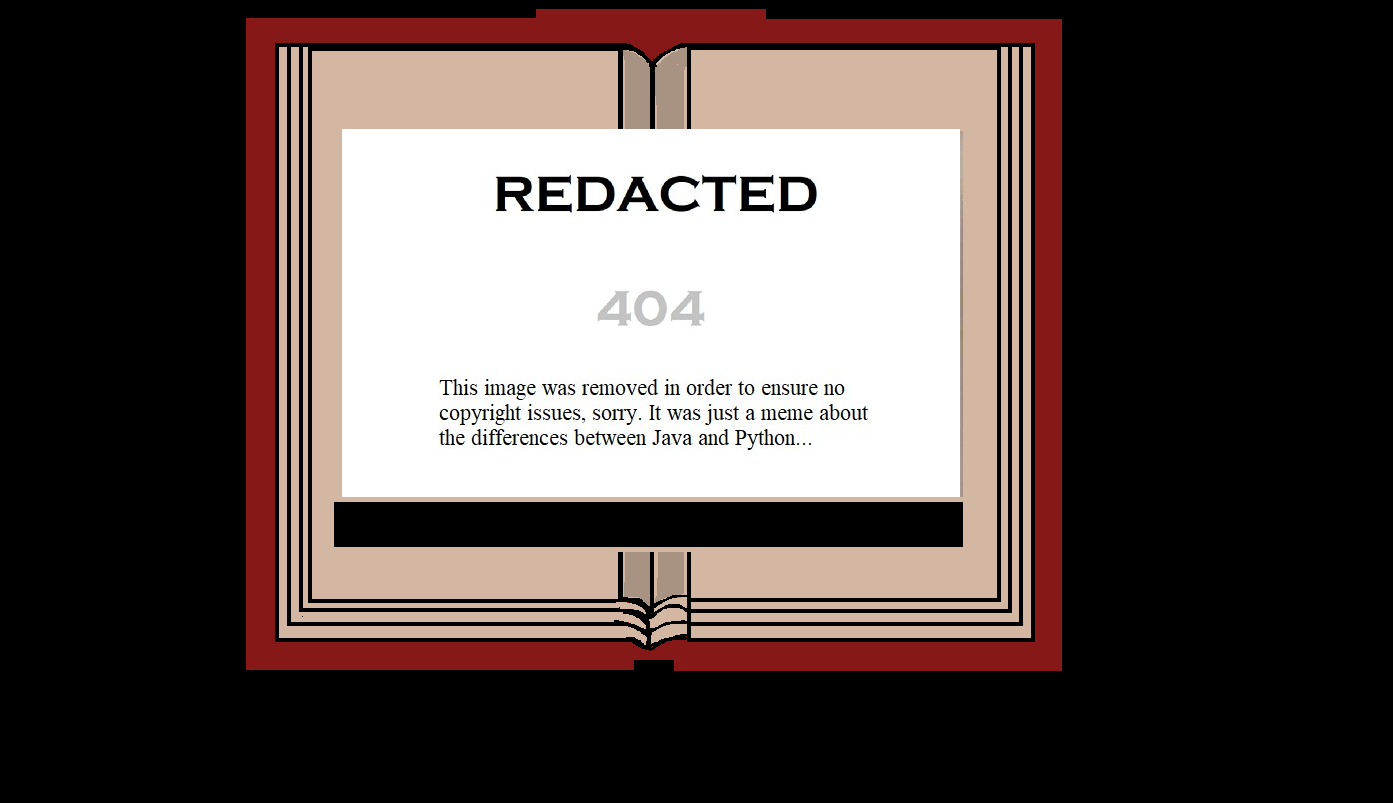 REDACTED
404
This image was removed in order to ensure no
copyright issues, sorry. It was just a meme about
the differences between Java and Python...